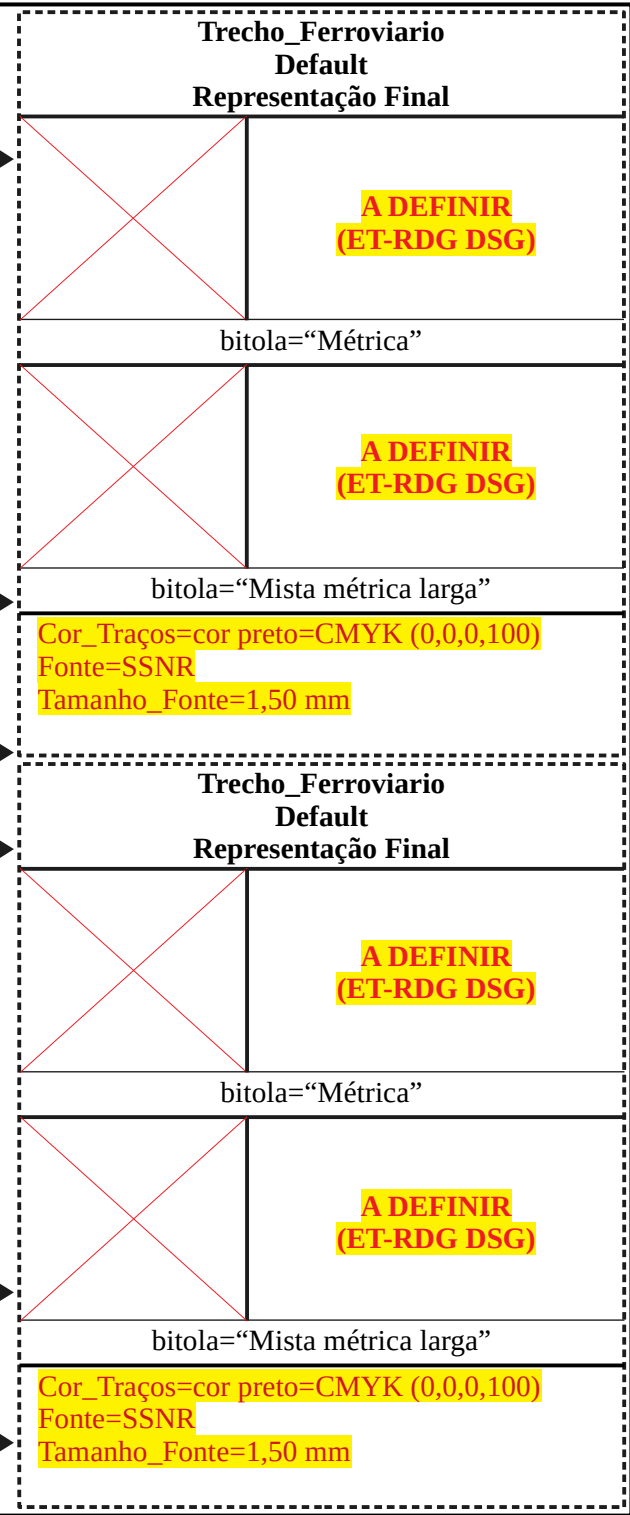 Trecho_Ferroviario
Default
Representação Final
A DEFINIR
(ET-RDG DSG)
bitola=“Métrica”
A DEFINIR
(ET-RDG DSG)
bitola=“Mista métrica larga”
Cor_Traços=cor preto=CMYK (0,0,0,100)
Fonte=SSNR
Tamanho_Fonte=1,50 mm
Trecho_Ferroviario
Default
Representação Final
A DEFINIR
(ET-RDG DSG)
bitola=“Métrica”
A DEFINIR
(ET-RDG DSG)
bitola=“Mista métrica larga”
Cor_Traços=cor preto=CMYK (0,0,0,100)
Fonte=SSNR
Tamanho_Fonte=1,50 mm